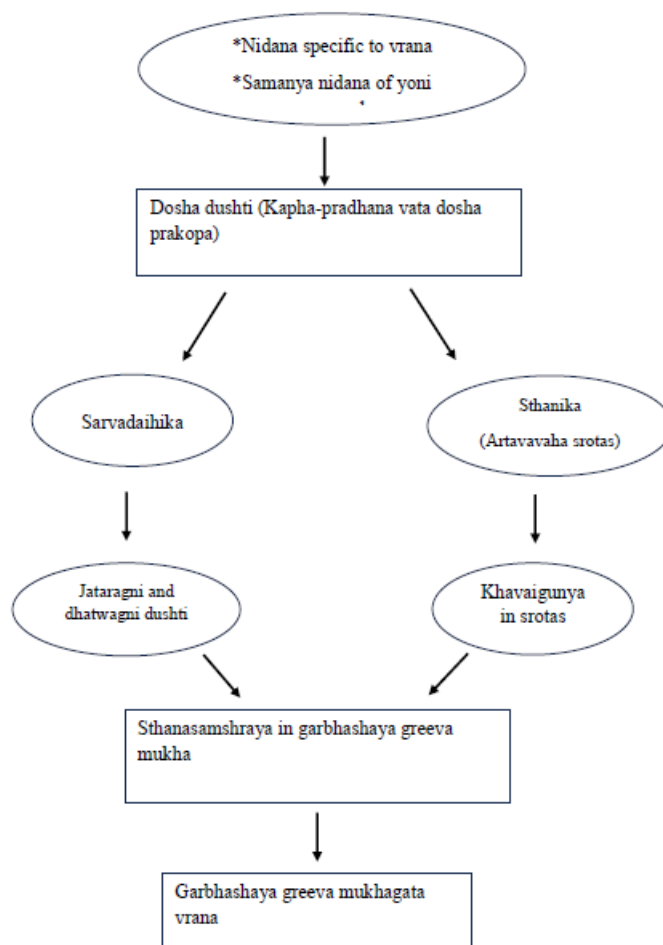 *Nidana specific to vrana
*Samanya nidana of yoni
Dosha dushti (Kapha-pradhana vata dosha
prakopa)
Sarvadaihika
Sthanika
(Artavavaha srotas)
Jataragni and
dhatwagni dushti
Khavaigunya
in srotas
Sthanasamshraya in garbhashaya greeva
mukha
Garbhashaya greeva mukhagata
vrana